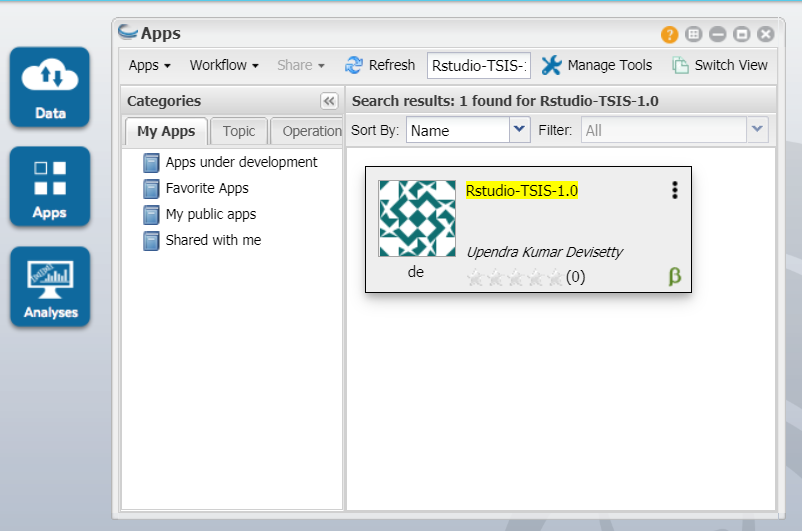 Apps
?
Apps Workflow Share Refresh Rstudio-TSIS- Manage Tools Switch View
Data
Categories
Search results: 1 found for Rstudio-TSIS-1.0
My Apps Topic Operation
Sort By: Name Filter: All
Apps under development
Favorite Apps
My public apps
Shared with me
Apps
Analyses
Rstudio-TSIS-1.0
Upendra Kumar Devisetty
de
(0)
β